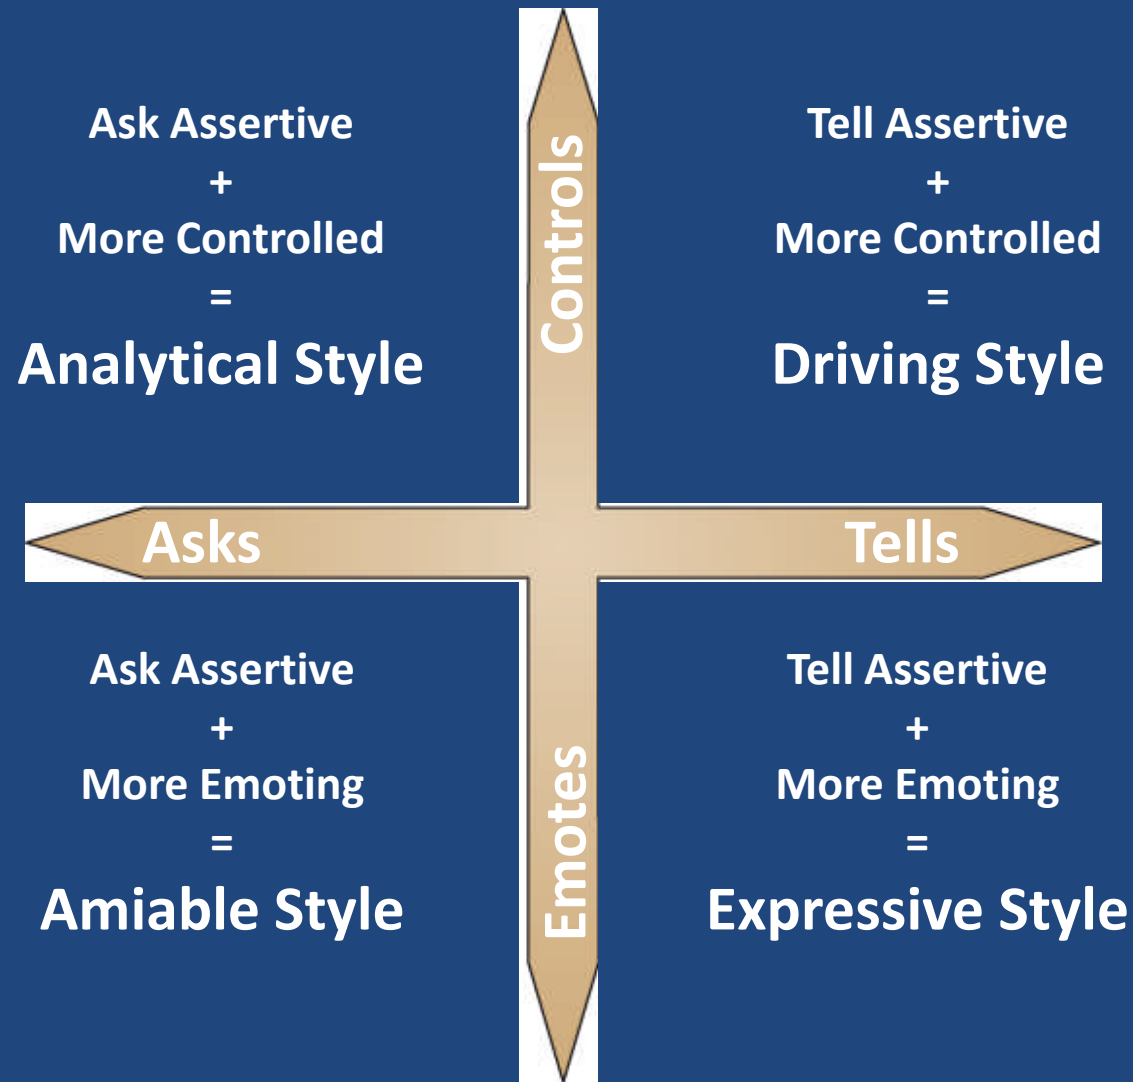 Ask Assertive
+
More Controlled
=
Analytical Style
Controls
Tell Assertive
+
More Controlled
=
Driving Style
Asks
Tells
Ask Assertive
+
More Emoting
=
Amiable Style
Emotes
Tell Assertive
+
More Emoting
=
Expressive Style